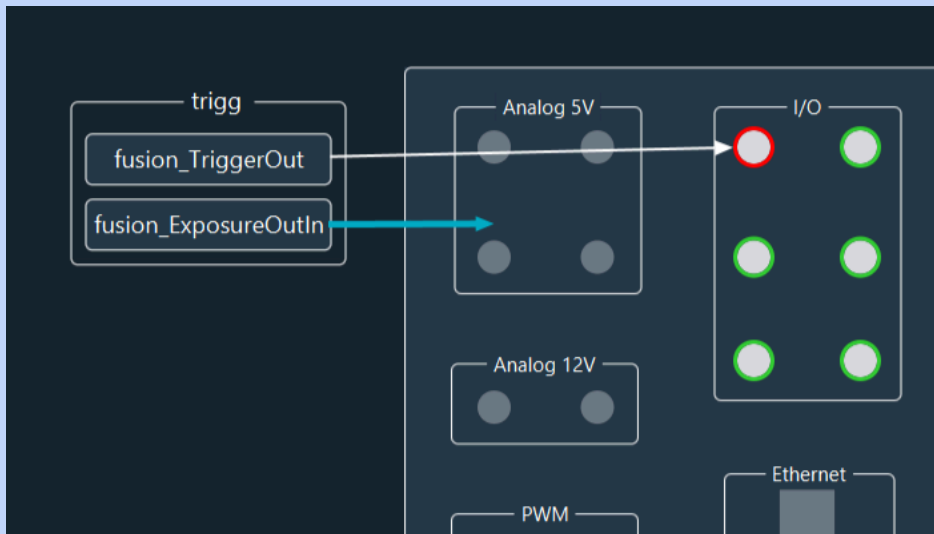 trigg
fusion_TriggerOut
fusion_ExposureOutIn
Analog 5V
I/O
Analog 12V
Ethernet
PWM